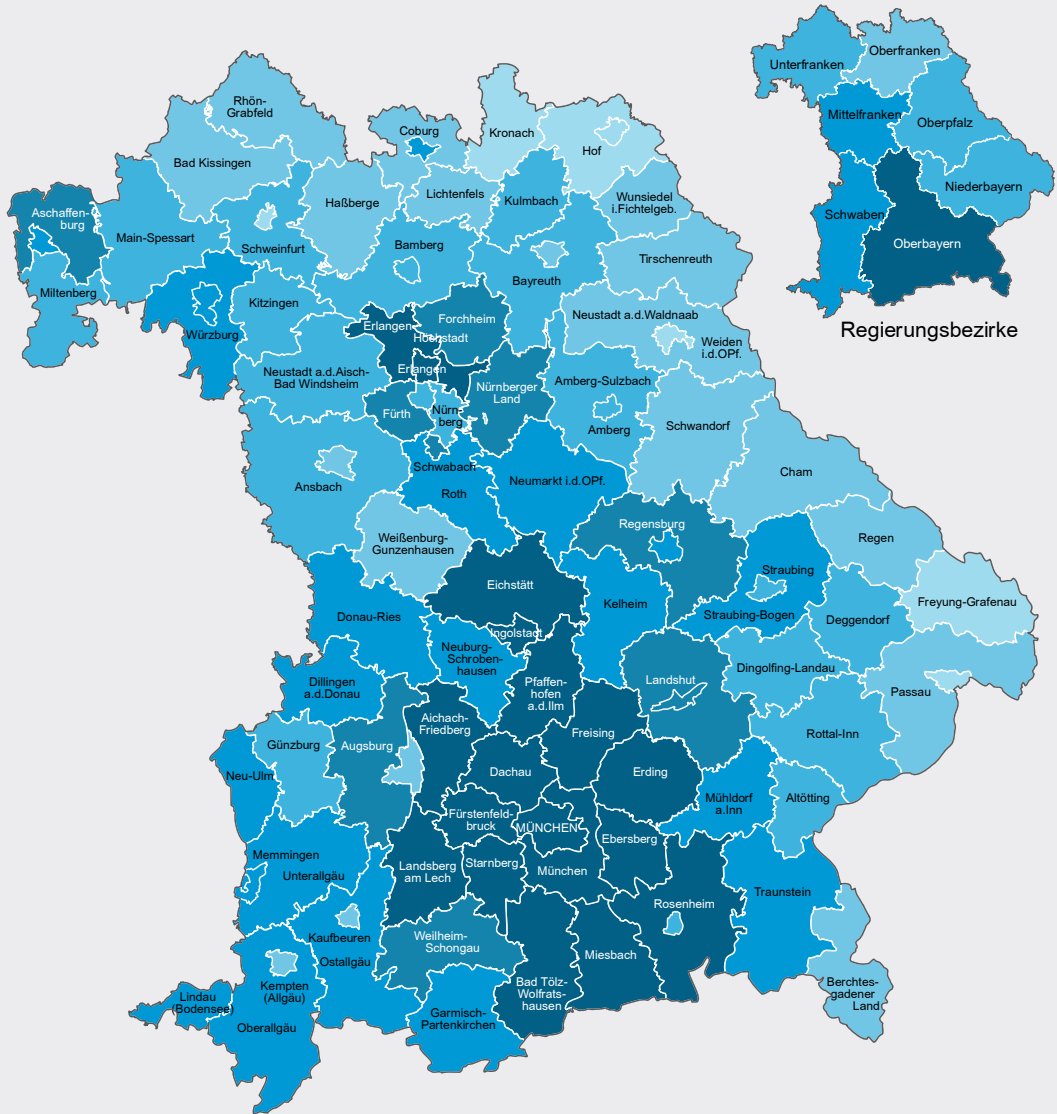 Oberfranken
Unterfranken
Mittelfranken
Oberpfalz
Niederbayern
Schwaben
Oberbayern
Regierungsbezirke
Rhön-
Grabfeld
Coburg
Kronach
Hof
Bad Kissingen
Lichtenfels
Kulmbach
Wunsiedel
i.Fichtelgeb.
Haßberge
Aschaffen-
burg
Main-Spessart
Schweinfurt
Bamberg
Bayreuth
Tirschenreuth
Miltenberg
Kitzingen
Würzburg
Erlangen
Höchstadt
Forchheim
Neustadt a.d.Waldnaab
Weiden
i.d.OPf.
Neustadt a.d.Aisch-
Bad Windsheim
Erlangen
Nürnberger
Land
Amberg-Sulzbach
Fürth
Nürn-
berg
Amberg
Schwandorf
Ansbach
Schwabach
Roth
Neumarkt i.d.OPf.
Cham
Weißenburg-
Gunzenhausen
Regensburg
Regen
Straubing
Eichstätt
Kelheim
Freyung-Grafenau
Donau-Ries
Ingolstadt
Straubing-Bogen
Deggendorf
Neuburg-
Schroben-
hausen
Dingolfing-Landau
Dillingen
a.d.Donau
Pfaffen-
hofen
a.d.Ilm
Landshut
Passau
Aichach-
Friedberg
Freising
Rottal-Inn
Günzburg
Augsburg
Neu-Ulm
Dachau
Erding
Mühldorf
a.Inn
Altötting
Fürstenfeld-
bruck
MÜNCHEN
Ebersberg
Memmingen
Unterallgäu
Landsberg
am Lech
Starnberg
München
Traunstein
Rosenheim
Kaufbeuren
Ostallgäu
Weilheim-
Schongau
Miesbach
Kempten
(Allgäu)
Bad Tölz-
Wolfrats-
hausen
Berchtes-
gadener
Land
Lindau
(Bodensee)
Oberallgäu
Garmisch-
Partenkirchen